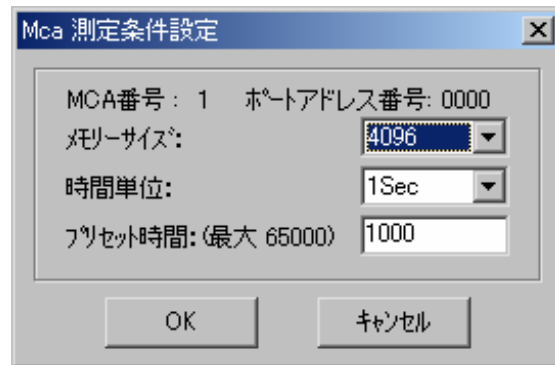 Mca 測定条件設定
MCA番号： 1 ﾎﾟｰﾄアドレス番号: 0000
ﾒﾓﾘｰｻｲｽﾞ: 4096
時間単位: 1Sec
ﾌﾟﾘｾｯﾄ時間: (最大 65000) 1000
OK ｷｬﾝｾﾙ